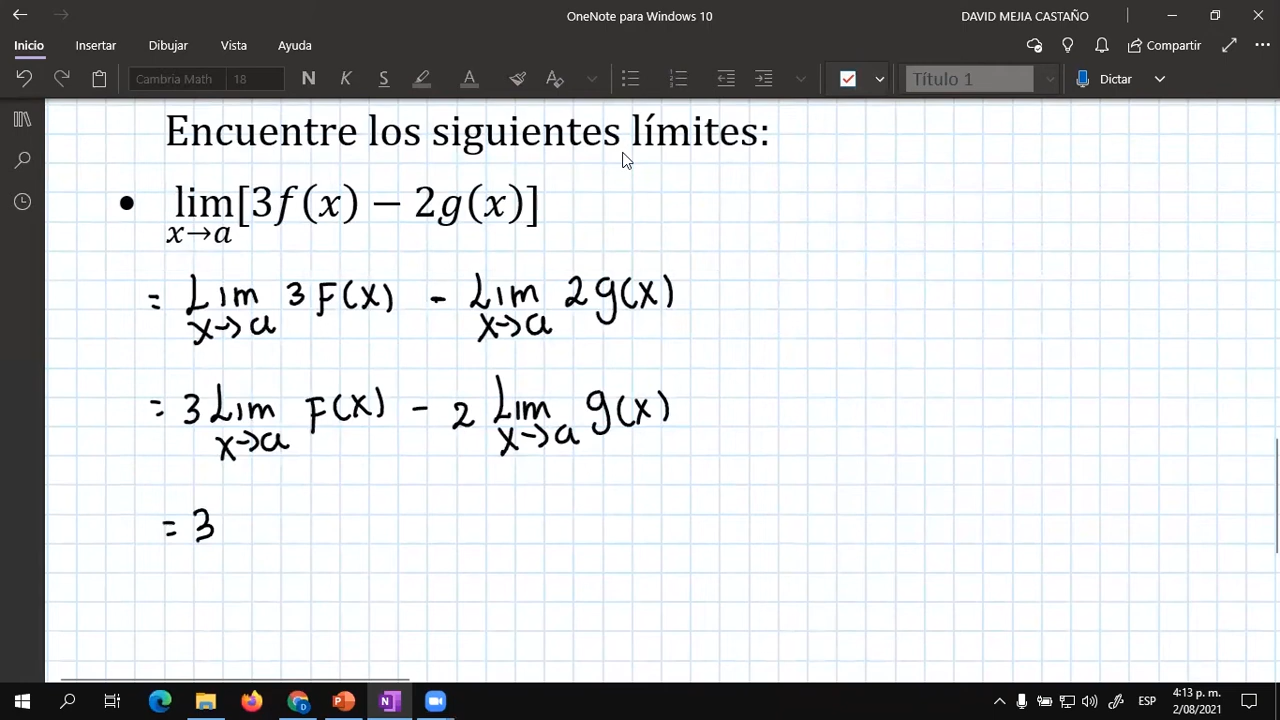 OneNote para Windows 10
DAVID MEJIA CASTAÑO
Inicio Insertar Dibujar Vista Ayuda
Compartir
Cambria Math 18 N K S A Título 1 Dictar
Encuentre los siguientes límites:
• lim x→a [3f(x) − 2g(x)]
= Lim x→a 3 F(x) - Lim x→a 2 g(x)
= 3 Lim x→a F(x) - 2 Lim x→a g(x)
= 3
ESP
4:13 p. m.
2/08/2021